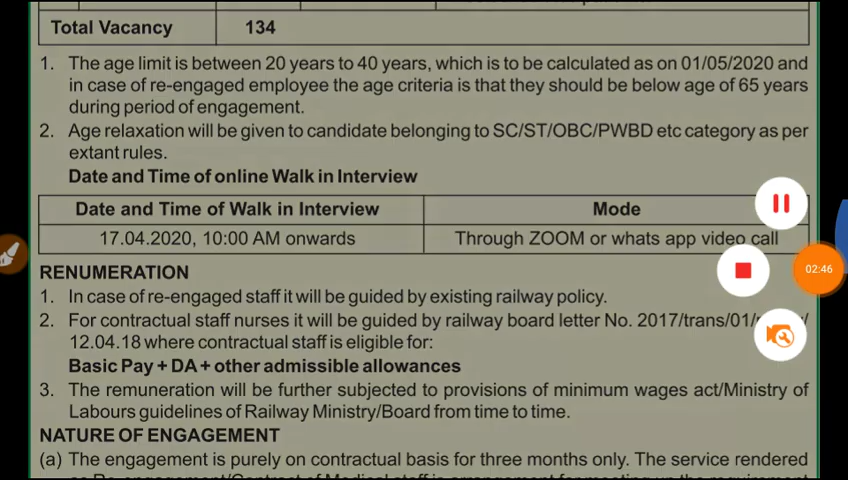 Total Vacancy 134
1. The age limit is between 20 years to 40 years, which is to be calculated as on 01/05/2020 and
in case of re-engaged employee the age criteria is that they should be below age of 65 years
during period of engagement.
2. Age relaxation will be given to candidate belonging to SC/ST/OBC/PWBD etc category as per
extant rules.
Date and Time of online Walk in Interview
Date and Time of Walk in Interview Mode
17.04.2020, 10:00 AM onwards Through ZOOM or whats app video call
02:46
RENUMERATION
1. In case of re-engaged staff it will be guided by existing railway policy.
2. For contractual staff nurses it will be guided by railway board letter No. 2017/trans/01/
12.04.18 where contractual staff is eligible for:
Basic Pay + DA + other admissible allowances
3. The remuneration will be further subjected to provisions of minimum wages act/Ministry of
Labours guidelines of Railway Ministry/Board from time to time.
NATURE OF ENGAGEMENT
(a) The engagement is purely on contractual basis for three months only. The service rendered